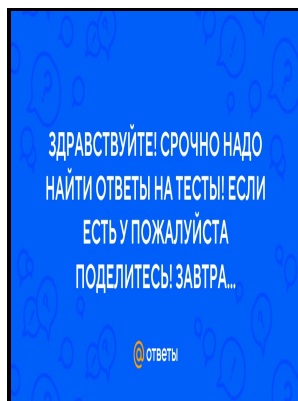 ЗДРАВСТВУЙТЕ! СРОЧНО НАДО
НАЙТИ ОТВЕТЫ НА ТЕСТЫ! ЕСЛИ
ЕСТЬ У ПОЖАЛУЙСТА
ПОДЕЛИТЕСЬ! ЗАВТРА...
@ ответы